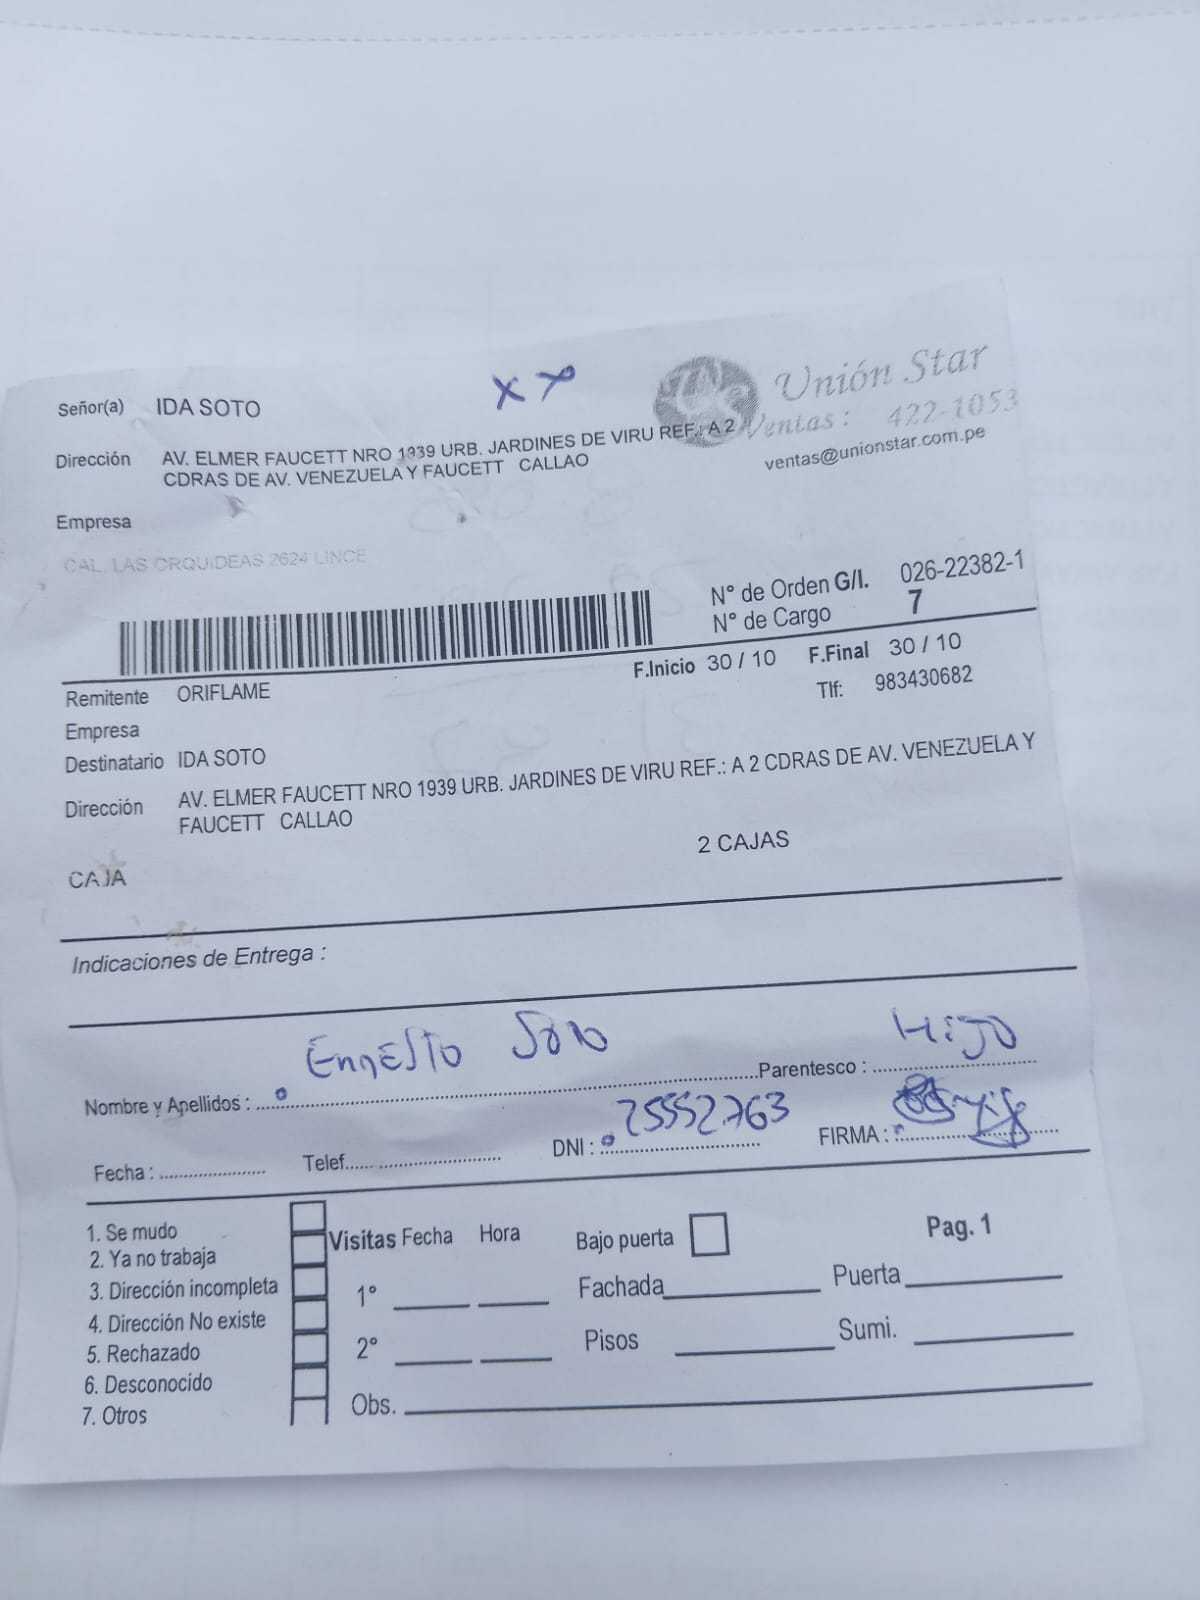 Señor(a) IDA SOTO
X X
Unión Star
Ventas: 422-1053
ventas@unionstar.com.pe
Dirección AV. ELMER FAUCETT NRO 1939 URB. JARDINES DE VIRU REF.: A 2
CDRAS DE AV. VENEZUELA Y FAUCETT CALLAO
Empresa
CAL. LAS ORQUIDEAS 2624 LINCE
N° de Orden G/I. 026-22382-1
N° de Cargo 7
F.Inicio 30 / 10 F.Final 30 / 10
Remitente ORIFLAME
Tlf: 983430682
Empresa
Destinatario IDA SOTO
Dirección AV. ELMER FAUCETT NRO 1939 URB. JARDINES DE VIRU REF.: A 2 CDRAS DE AV. VENEZUELA Y
FAUCETT CALLAO
2 CAJAS
CAJA
Indicaciones de Entrega :
Nombre y Apellidos : Ernesto Soto Parentesco : Hijo
Fecha : Telef. DNI : 25552763 FIRMA :
1. Se mudo
2. Ya no trabaja
3. Dirección incompleta
4. Dirección No existe
5. Rechazado
6. Desconocido
7. Otros
Visitas Fecha Hora
1°
2°
Obs.
Bajo puerta
Pag. 1
Fachada Puerta
Pisos Sumi.